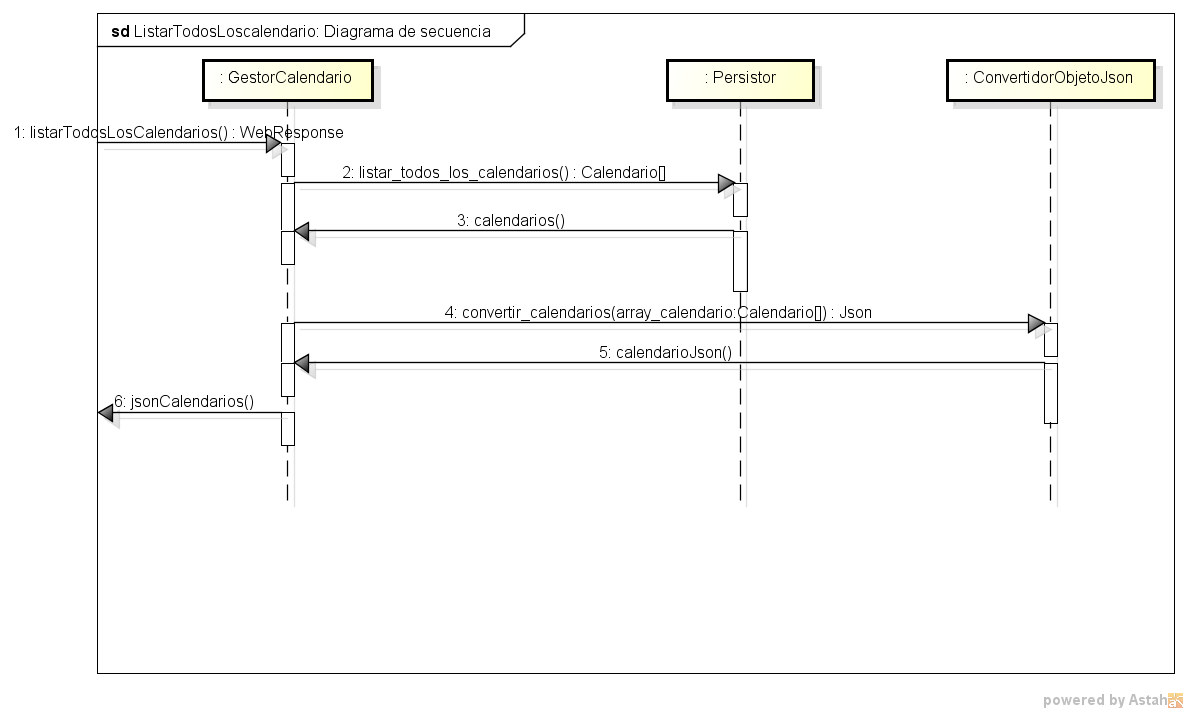 sd ListarTodosLoscalendario: Diagrama de secuencia
: GestorCalendario
: Persistor
: ConvertidorObjetoJson
1: listarTodosLosCalendarios() : WebResponse
2: listar_todos_los_calendarios() : Calendario[]
3: calendarios()
4: convertir_calendarios(array_calendario:Calendario[]) : Json
5: calendarioJson()
6: jsonCalendarios()
powered by Astah